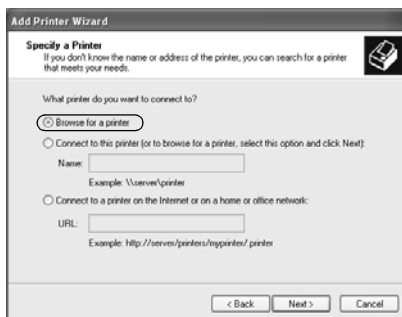 Add Printer Wizard
Specify a Printer
If you don't know the name or address of the printer, you can search for a printer
that meets your needs.
What printer do you want to connect to?
Browse for a printer
Connect to this printer (or to browse for a printer, select this option and click Next):
Name:
Example: \\server\printer
Connect to a printer on the Internet or on a home or office network:
URL:
Example: http://server/printers/myprinter/.printer
< Back
Next >
Cancel